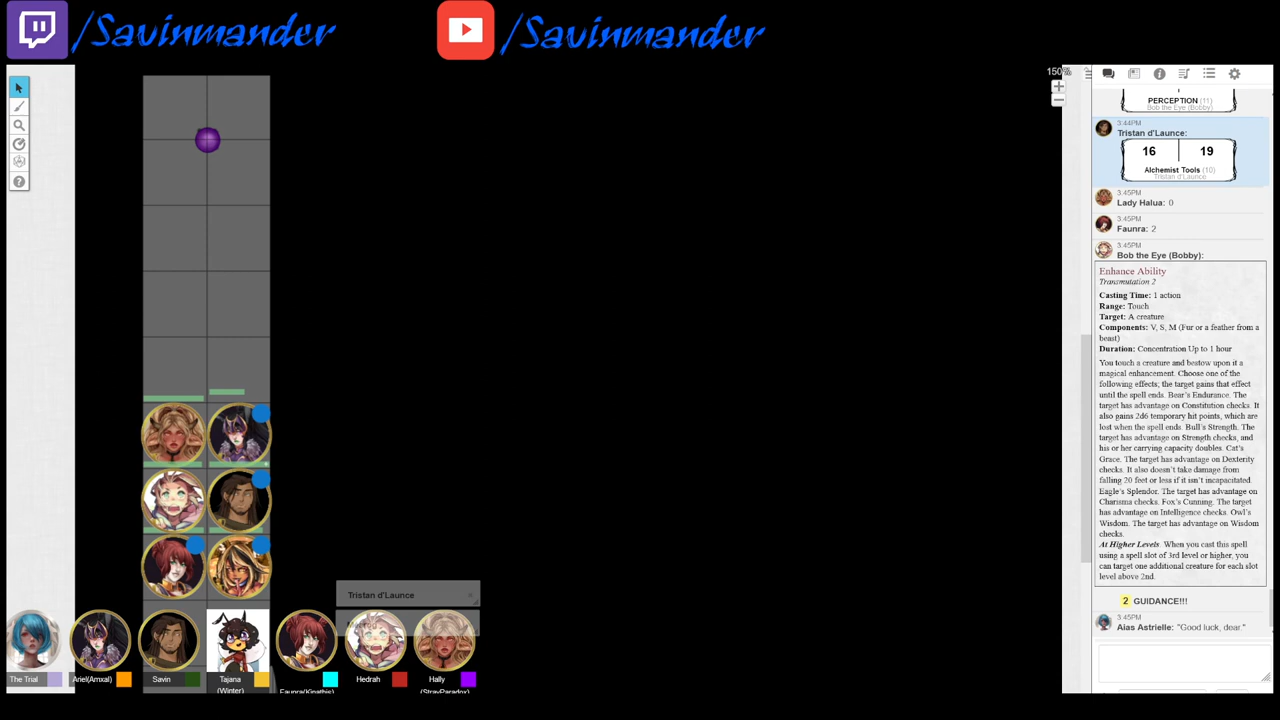 /Savinmander
/Savinmander
150%
PERCEPTION (11)
Bob the Eye (Bobby)
3:44PM
Tristan d'Launce:
16 19
Alchemist Tools (10)
Tristan d'Launce
3:45PM
Lady Halua: 0
3:45PM
Faunra: 2
3:45PM
Bob the Eye (Bobby):
Enhance Ability
Transmutation 2
Casting Time: 1 action
Range: Touch
Target: A creature
Components: V, S, M (Fur or a feather from a
beast)
Duration: Concentration Up to 1 hour
You touch a creature and bestow upon it a
magical enhancement. Choose one of the
following effects; the target gains that effect
until the spell ends. Bear's Endurance. The
target has advantage on Constitution checks. It
also gains 2d6 temporary hit points, which are
lost when the spell ends. Bull's Strength. The
target has advantage on Strength checks, and
his or her carrying capacity doubles. Cat's
Grace. The target has advantage on Dexterity
checks. It also doesn't take damage from
falling 20 feet or less if it isn't incapacitated.
Eagle's Splendor. The target has advantage on
Charisma checks. Fox's Cunning. The target
has advantage on Intelligence checks. Owl's
Wisdom. The target has advantage on Wisdom
checks.
At Higher Levels. When you cast this spell
using a spell slot of 3rd level or higher, you
can target one additional creature for each slot
level above 2nd.
2 GUIDANCE!!!
3:45PM
Aias Astrielle: "Good luck, dear."
Tristan d'Launce
The Trial
Ariel(Amxal)
Savin
Tajana
(Winter)
Faunra(Kinathis)
Hedrah
Hally
(StrayParadox)